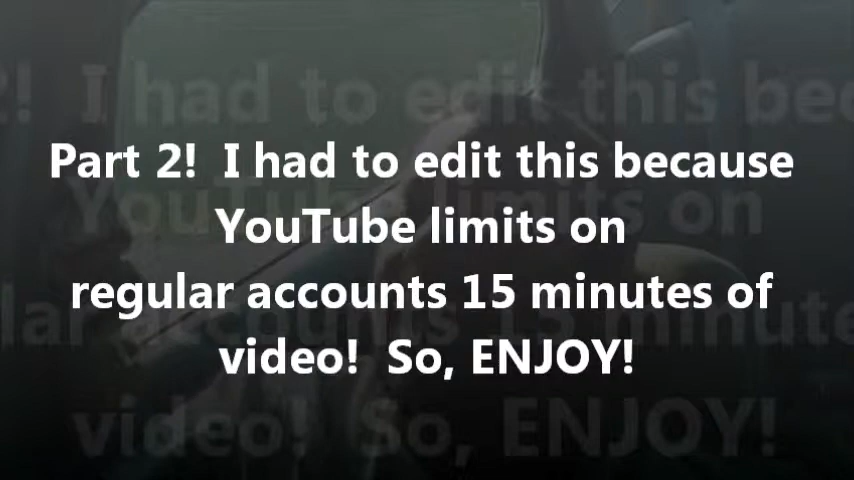 Part 2!  I had to edit this because
YouTube limits on
regular accounts 15 minutes of
video!  So, ENJOY!